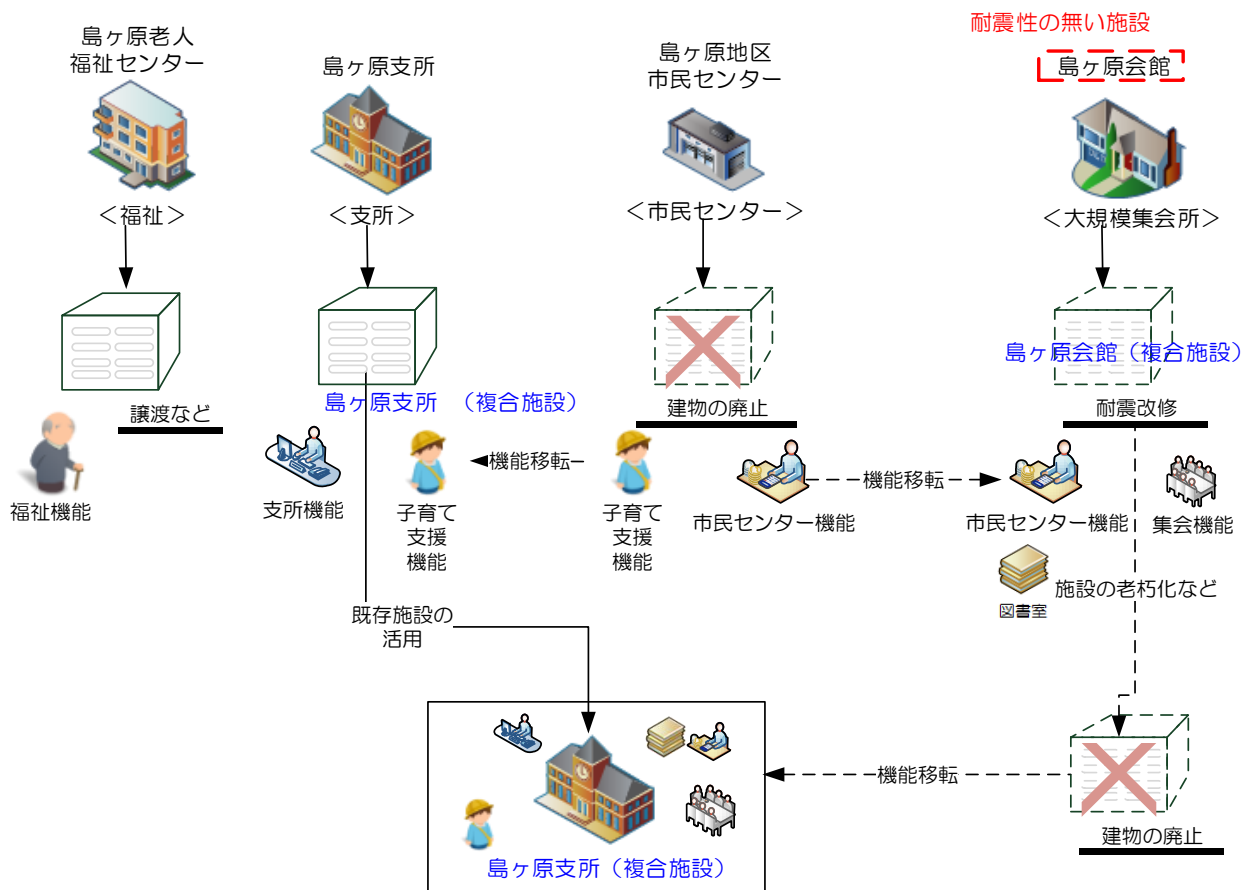 耐震性の無い施設
島ヶ原老人
福祉センター
島ヶ原支所
島ヶ原地区
市民センター
島ヶ原会館
＜福祉＞
＜支所＞
＜市民センター＞
＜大規模集会所＞
島ヶ原会館（複合施設）
譲渡など
島ヶ原支所　（複合施設）
建物の廃止
耐震改修
機能移転
機能移転
福祉機能
支所機能
子育て
支援
機能
子育て
支援
機能
市民センター機能
市民センター機能
集会機能
施設の老朽化など
図書室
既存施設の
活用
機能移転
建物の廃止
島ヶ原支所（複合施設）